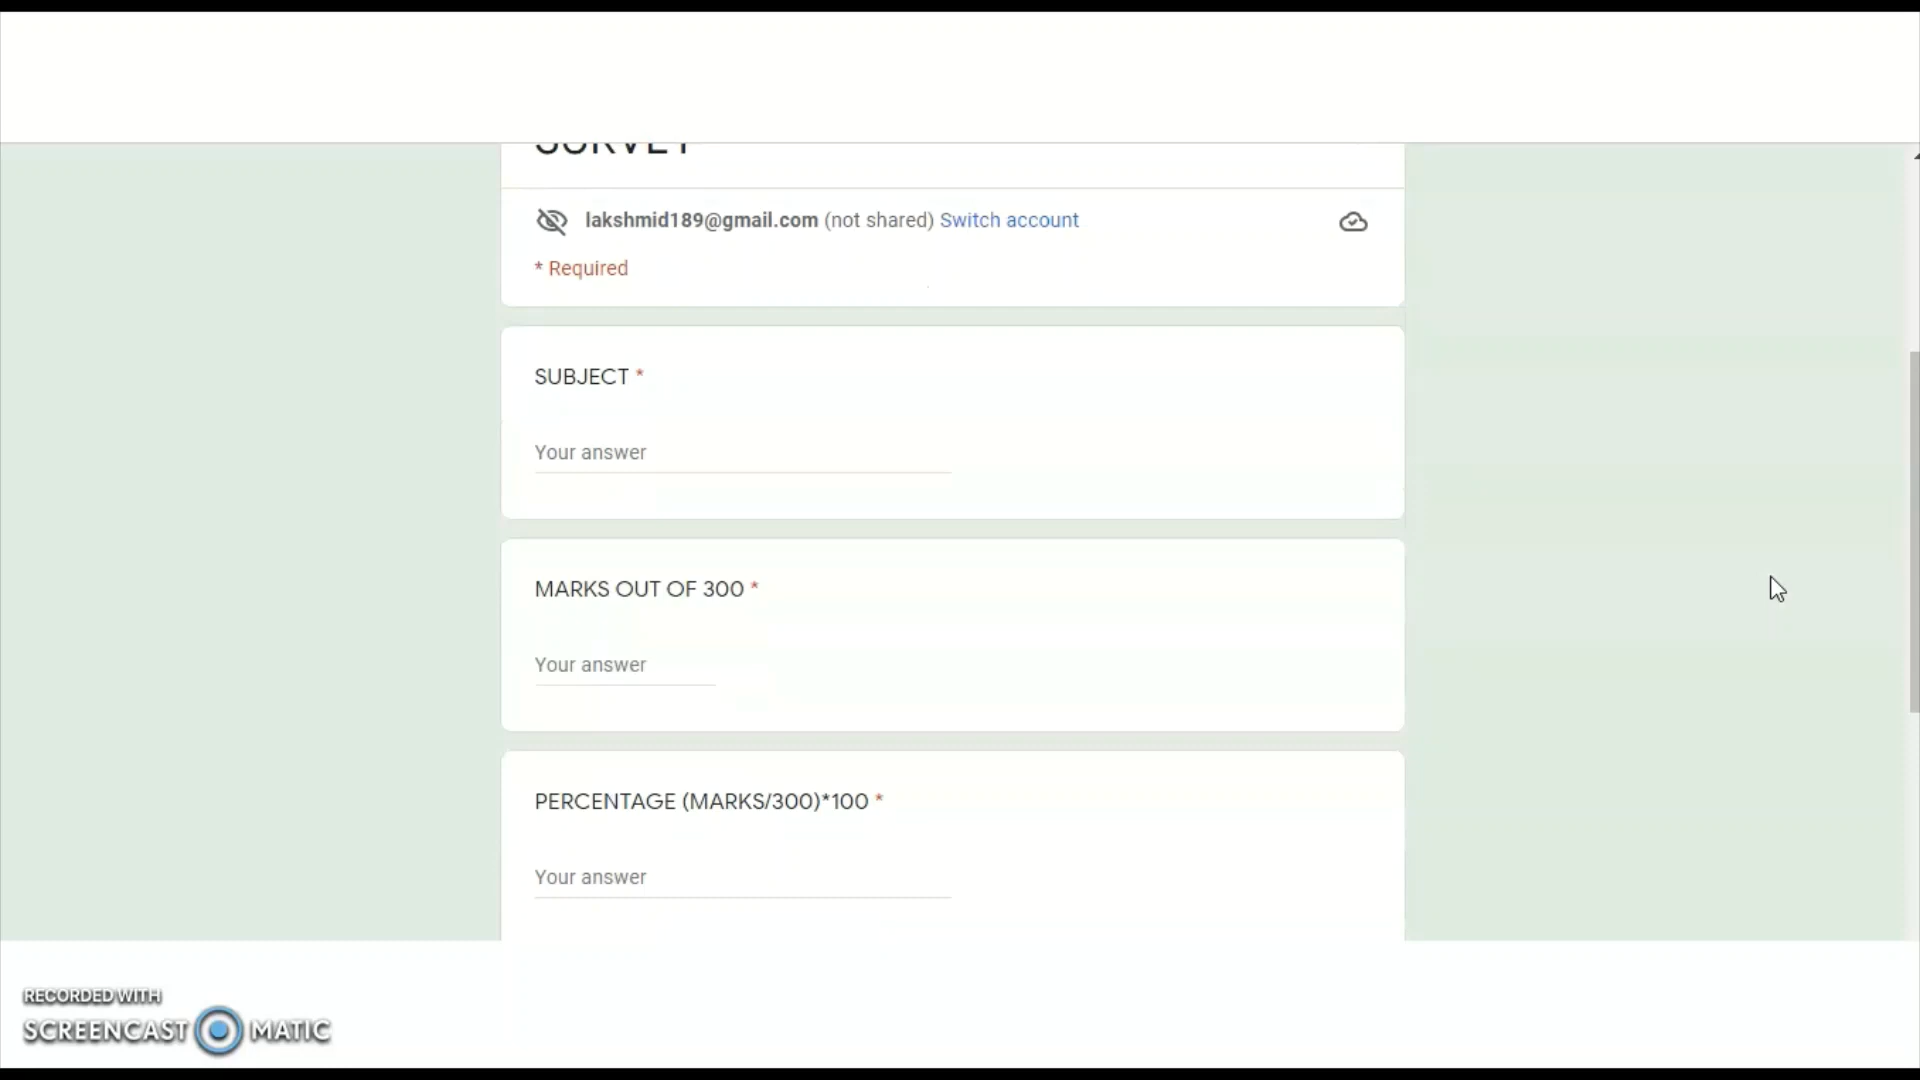 SURVEY
lakshmid189@gmail.com (not shared) Switch account
* Required
SUBJECT *
Your answer
MARKS OUT OF 300 *
Your answer
PERCENTAGE (MARKS/300)*100 *
Your answer
RECORDED WITH
SCREENCAST MATIC